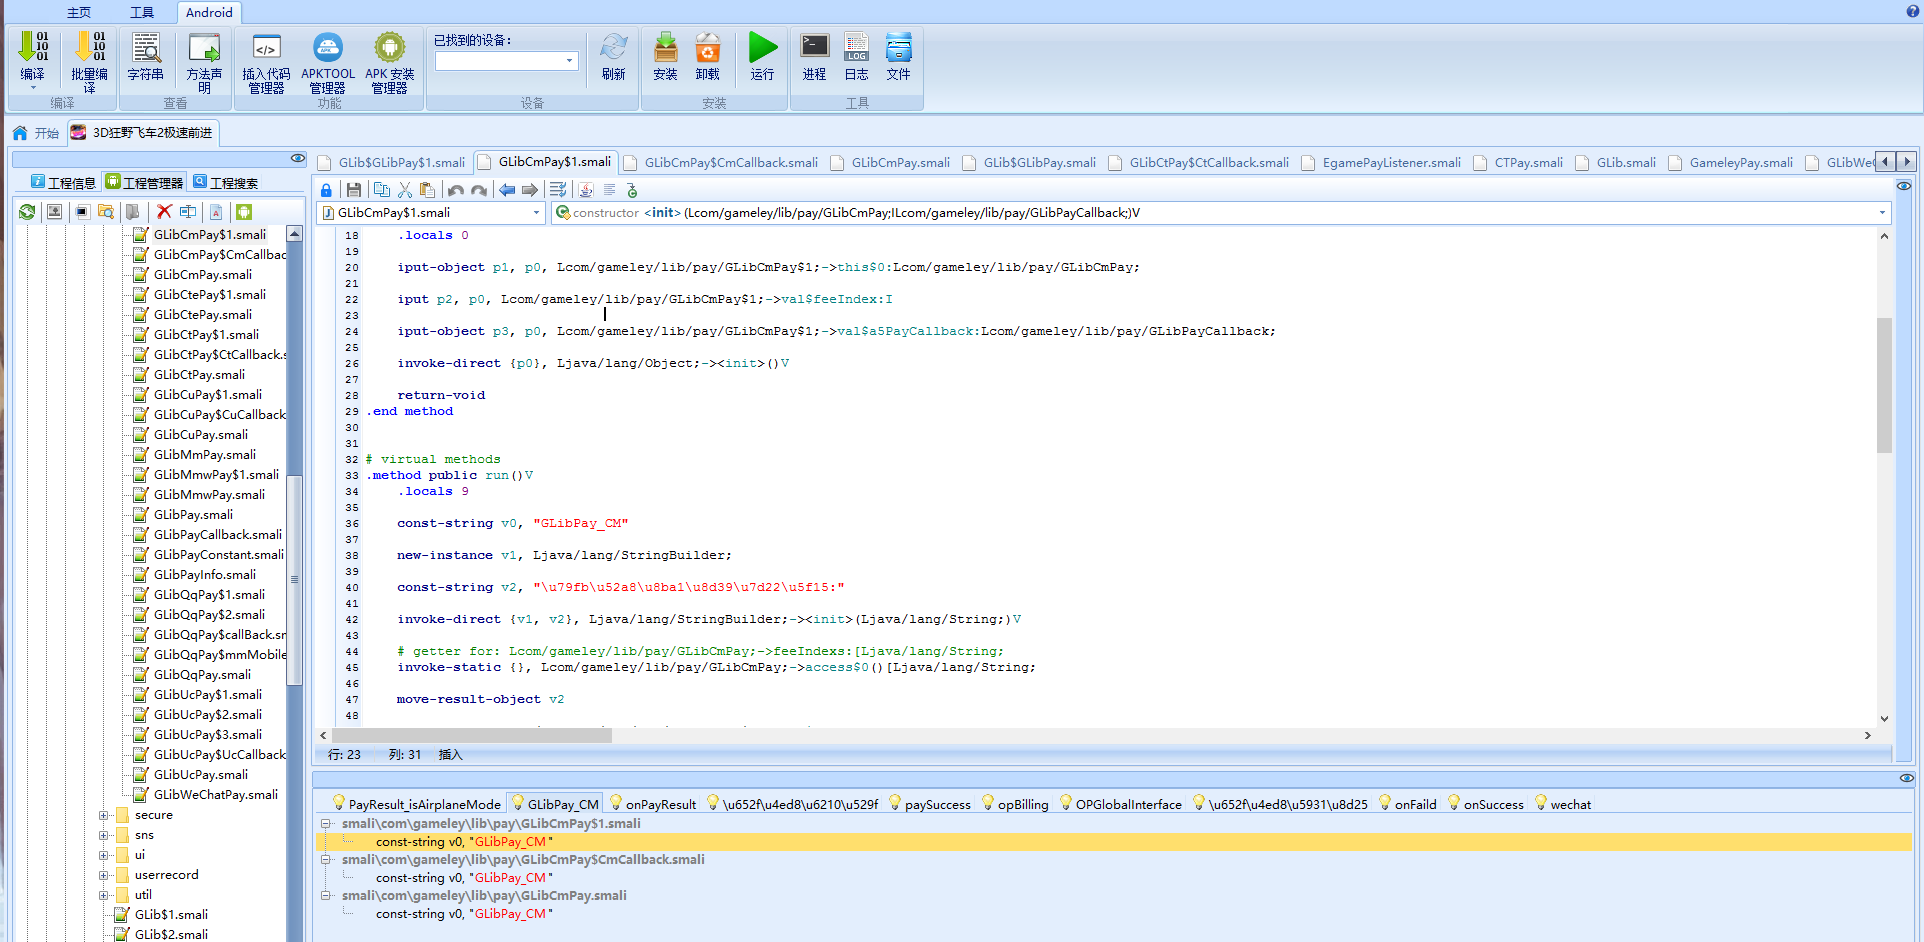 主页 工具 Android
编译 批量编译 字符串 方法声明 插入代码管理器 APKTOOL管理器 APK 安装管理器 已找到的设备: 刷新 安装 卸载 运行 进程 日志 文件
编译 查看 功能 设备 安装 工具
开始 3D狂野飞车2极速前进
GLib$GLibPay$1.smali GLibCmPay$1.smali GLibCmPay$CmCallback.smali GLibCmPay.smali GLib$GLibPay.smali GLibCtPay$CtCallback.smali EgamePayListener.smali CTPay.smali GLib.smali GameleyPay.smali GLibWeC
工程信息 工程管理器 工程搜索
GLibCmPay$1.smali
GLibCmPay$CmCallbac
GLibCmPay.smali
GLibCtePay$1.smali
GLibCtePay.smali
GLibCtPay$1.smali
GLibCtPay$CtCallback.s
GLibCtPay.smali
GLibCuPay$1.smali
GLibCuPay$CuCallback
GLibCuPay.smali
GLibMmPay.smali
GLibMmwPay$1.smali
GLibMmwPay.smali
GLibPay.smali
GLibPayCallback.smali
GLibPayConstant.smali
GLibPayInfo.smali
GLibQqPay$1.smali
GLibQqPay$2.smali
GLibQqPay$callBack.sm
GLibQqPay$mmMobile
GLibQqPay.smali
GLibUcPay$1.smali
GLibUcPay$2.smali
GLibUcPay$3.smali
GLibUcPay$UcCallback
GLibUcPay.smali
GLibWeChatPay.smali
secure
sns
ui
userrecord
util
GLib$1.smali
GLib$2.smali
GLibCmPay$1.smali constructor <init> (Lcom/gameley/lib/pay/GLibCmPay;ILcom/gameley/lib/pay/GLibPayCallback;)V
18 .locals 0
19
20 iput-object p1, p0, Lcom/gameley/lib/pay/GLibCmPay$1;->this$0:Lcom/gameley/lib/pay/GLibCmPay;
21
22 iput p2, p0, Lcom/gameley/lib/pay/GLibCmPay$1;->val$feeIndex:I
23
24 iput-object p3, p0, Lcom/gameley/lib/pay/GLibCmPay$1;->val$a5PayCallback:Lcom/gameley/lib/pay/GLibPayCallback;
25
26 invoke-direct {p0}, Ljava/lang/Object;-><init>()V
27
28 return-void
29 .end method
30
31
32 # virtual methods
33 .method public run()V
34 .locals 9
35
36 const-string v0, "GLibPay_CM"
37
38 new-instance v1, Ljava/lang/StringBuilder;
39
40 const-string v2, "\u79fb\u52a8\u8ba1\u8d39\u7d22\u5f15:"
41
42 invoke-direct {v1, v2}, Ljava/lang/StringBuilder;-><init>(Ljava/lang/String;)V
43
44 # getter for: Lcom/gameley/lib/pay/GLibCmPay;->feeIndexs:[Ljava/lang/String;
45 invoke-static {}, Lcom/gameley/lib/pay/GLibCmPay;->access$0()[Ljava/lang/String;
46
47 move-result-object v2
48
行: 23 列: 31 插入
PayResult_isAirplaneMode GLibPay_CM onPayResult \u652f\u4ed8\u6210\u529f paySuccess opBilling OPGlobalInterface \u652f\u4ed8\u5931\u8d25 onFaild onSuccess wechat
smali\com\gameley\lib\pay\GLibCmPay$1.smali
const-string v0, "GLibPay_CM"
smali\com\gameley\lib\pay\GLibCmPay$CmCallback.smali
const-string v0, "GLibPay_CM"
smali\com\gameley\lib\pay\GLibCmPay.smali
const-string v0, "GLibPay_CM"